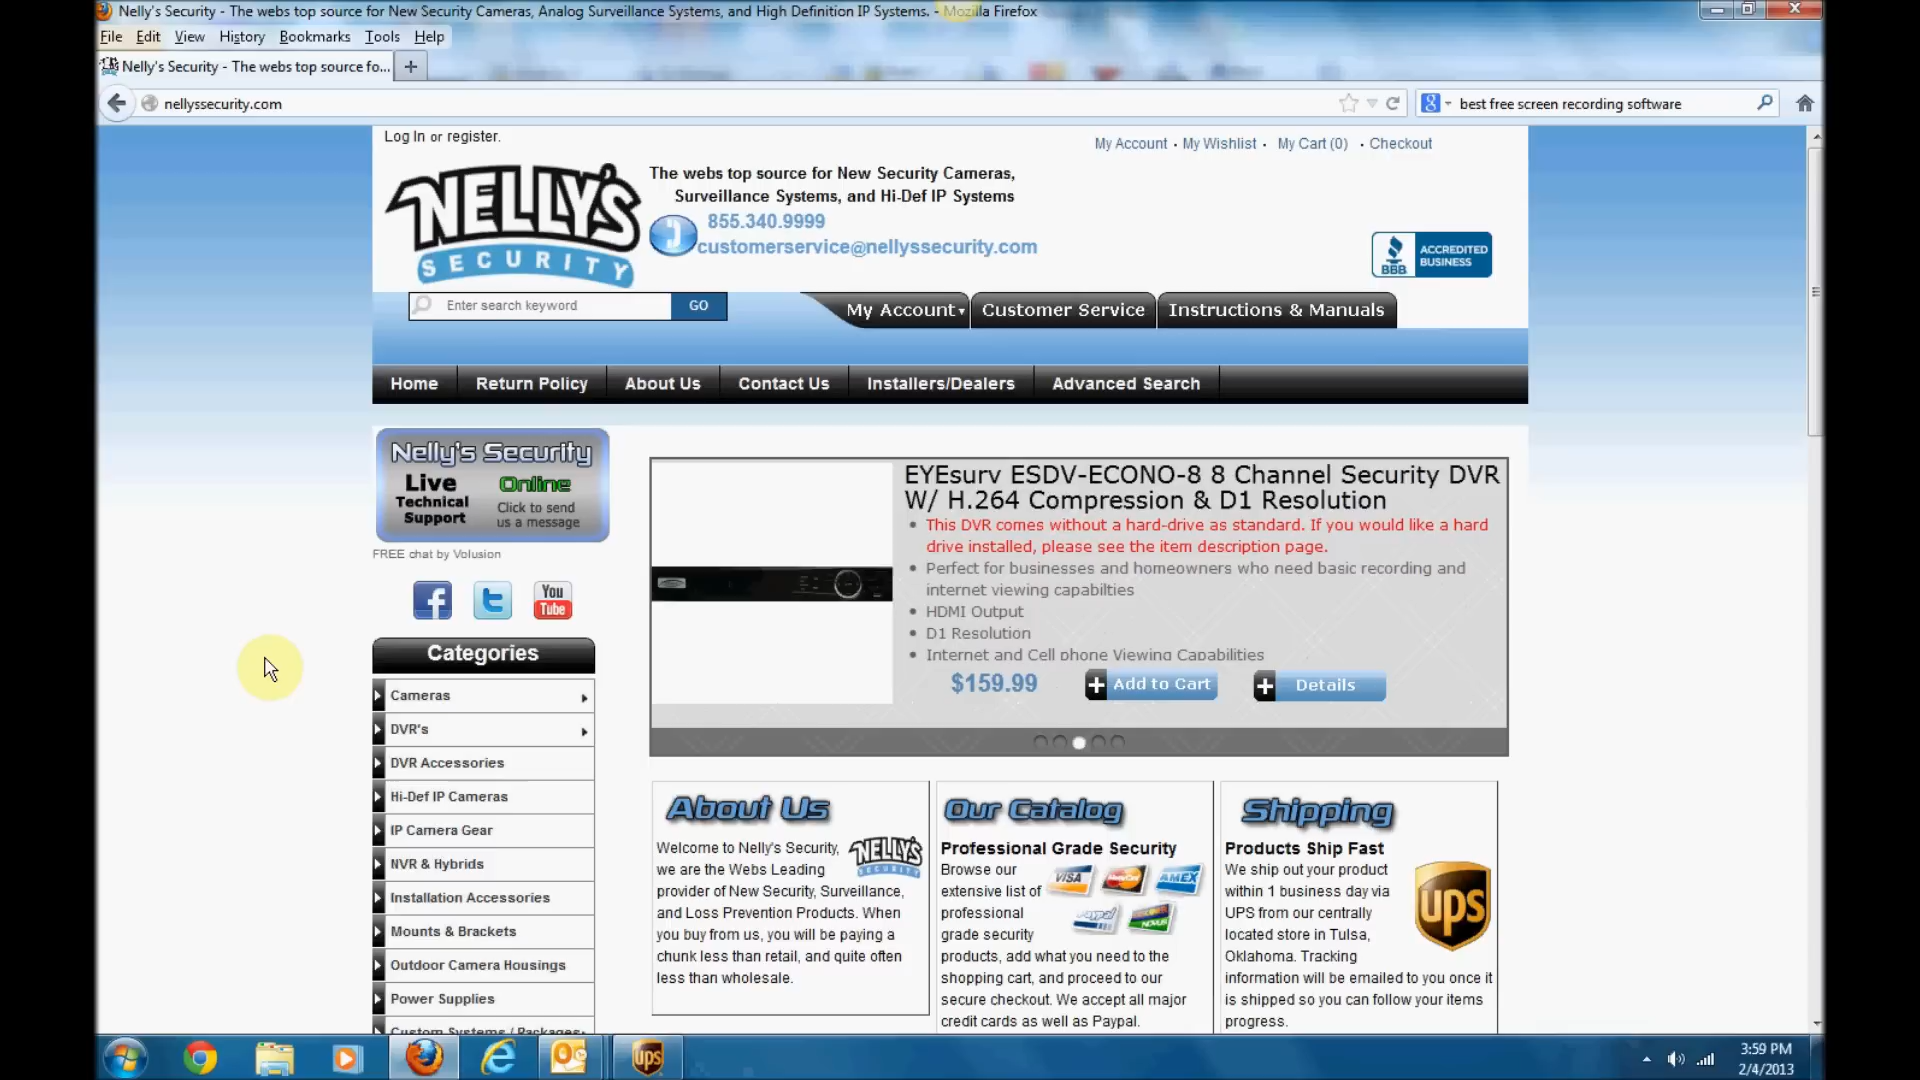 Nelly's Security - The webs top source for New Security Cameras, Analog Surveillance Systems, and High Definition IP Systems. - Mozilla Firefox
File Edit View History Bookmarks Tools Help
Nelly's Security - The webs top source fo...
nellyssecurity.com
best free screen recording software
Log In or register.
My Account • My Wishlist • My Cart (0) • Checkout
NELLY'S
SECURITY
The webs top source for New Security Cameras,
Surveillance Systems, and Hi-Def IP Systems
855.340.9999
customerservice@nellyssecurity.com
BBB
ACCREDITED
BUSINESS
Enter search keyword
GO
My Account
Customer Service
Instructions & Manuals
Home
Return Policy
About Us
Contact Us
Installers/Dealers
Advanced Search
Nelly's Security
Live
Technical
Support
Online
Click to send
us a message
FREE chat by Volusion
You
Tube
Categories
Cameras
DVR's
DVR Accessories
Hi-Def IP Cameras
IP Camera Gear
NVR & Hybrids
Installation Accessories
Mounts & Brackets
Outdoor Camera Housings
Power Supplies
Custom Systems / Packages
EYEsurv ESDV-ECONO-8 8 Channel Security DVR
W/ H.264 Compression & D1 Resolution
• This DVR comes without a hard-drive as standard. If you would like a hard
drive installed, please see the item description page.
• Perfect for businesses and homeowners who need basic recording and
internet viewing capabilties
• HDMI Output
• D1 Resolution
• Internet and Cell phone Viewing Capabilities
$159.99
Add to Cart
Details
About Us
Welcome to Nelly's Security,
we are the Webs Leading
provider of New Security, Surveillance,
and Loss Prevention Products. When
you buy from us, you will be paying a
chunk less than retail, and quite often
less than wholesale.
NELLY'S
SECURITY
Our Catalog
Professional Grade Security
Browse our
extensive list of
professional
grade security
products, add what you need to the
shopping cart, and proceed to our
secure checkout. We accept all major
credit cards as well as Paypal.
VISA
MasterCard
AMEX
PayPal
Shipping
Products Ship Fast
We ship out your product
within 1 business day via
UPS from our centrally
located store in Tulsa,
Oklahoma. Tracking
information will be emailed to you once it
is shipped so you can follow your items
progress.
ups
ups
3:59 PM
2/4/2013